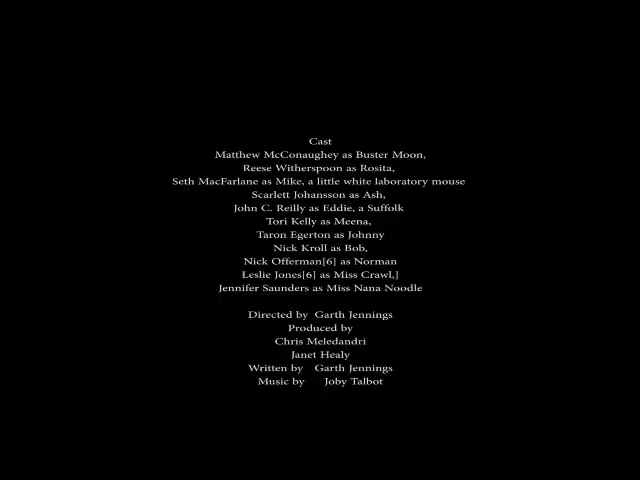 Cast
Matthew McConaughey as Buster Moon,
Reese Witherspoon as Rosita,
Seth MacFarlane as Mike, a little white laboratory mouse
Scarlett Johansson as Ash,
John C. Reilly as Eddie, a Suffolk
Tori Kelly as Meena,
Taron Egerton as Johnny
Nick Kroll as Bob,
Nick Offerman[6] as Norman
Leslie Jones[6] as Miss Crawl,]
Jennifer Saunders as Miss Nana Noodle
Directed by Garth Jennings
Produced by
Chris Meledandri
Janet Healy
Written by Garth Jennings
Music by Joby Talbot